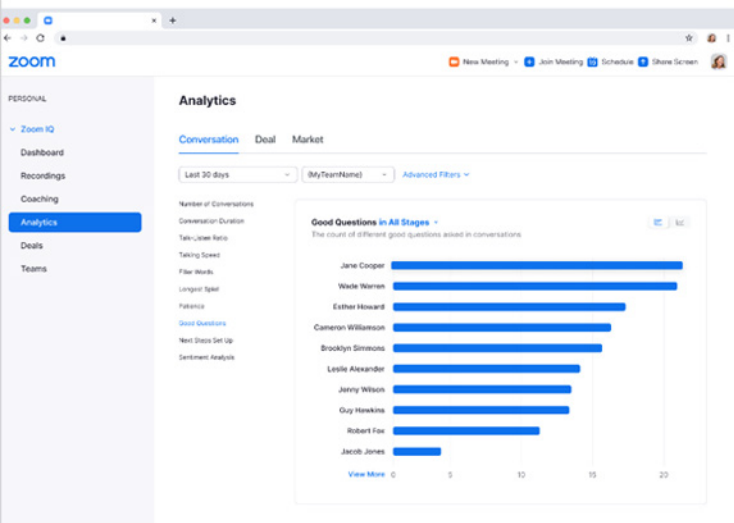 zoom
New Meeting
Join Meeting
19
Schedule
Share Screen
PERSONAL
Zoom IQ
Dashboard
Recordings
Coaching
Analytics
Deals
Teams
Analytics
Conversation Deal Market
Last 30 days
(MyTeamName)
Advanced Filters
Number of Conversations
Conversation Duration
Talk-Listen Ratio
Talking Speed
Filler Words
Longest Spiel
Patience
Good Questions
Next Steps Set Up
Sentiment Analysis
Good Questions in All Stages
The count of different good questions asked in conversations
Jane Cooper
Wade Warren
Esther Howard
Cameron Williamson
Brooklyn Simmons
Leslie Alexander
Jenny Wilson
Guy Hawkins
Robert Fox
Jacob Jones
View More 0 5 10 15 20